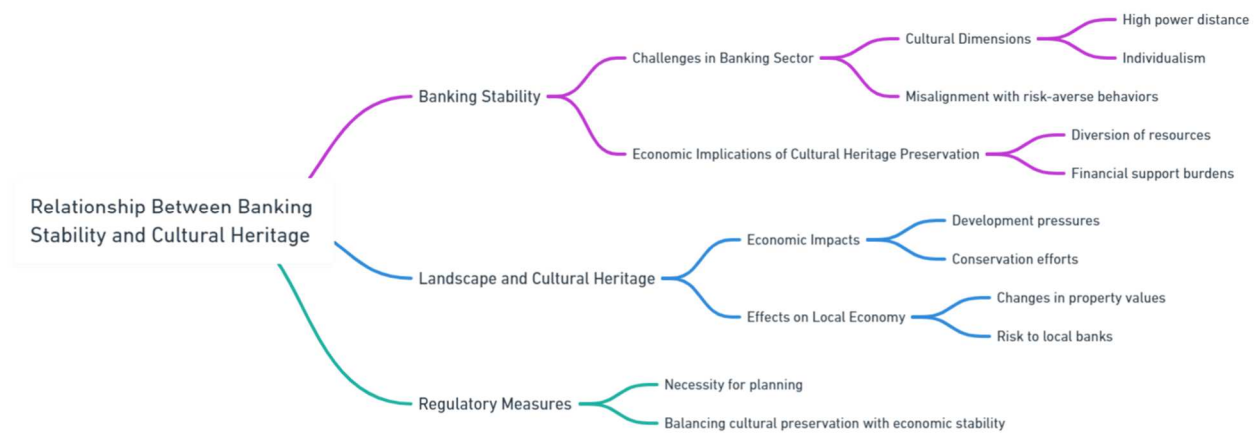 Relationship Between Banking
Stability and Cultural Heritage
Banking Stability
Challenges in Banking Sector
Cultural Dimensions
High power distance
Individualism
Misalignment with risk-averse behaviors
Economic Implications of Cultural Heritage Preservation
Diversion of resources
Financial support burdens
Landscape and Cultural Heritage
Economic Impacts
Development pressures
Conservation efforts
Effects on Local Economy
Changes in property values
Risk to local banks
Regulatory Measures
Necessity for planning
Balancing cultural preservation with economic stability